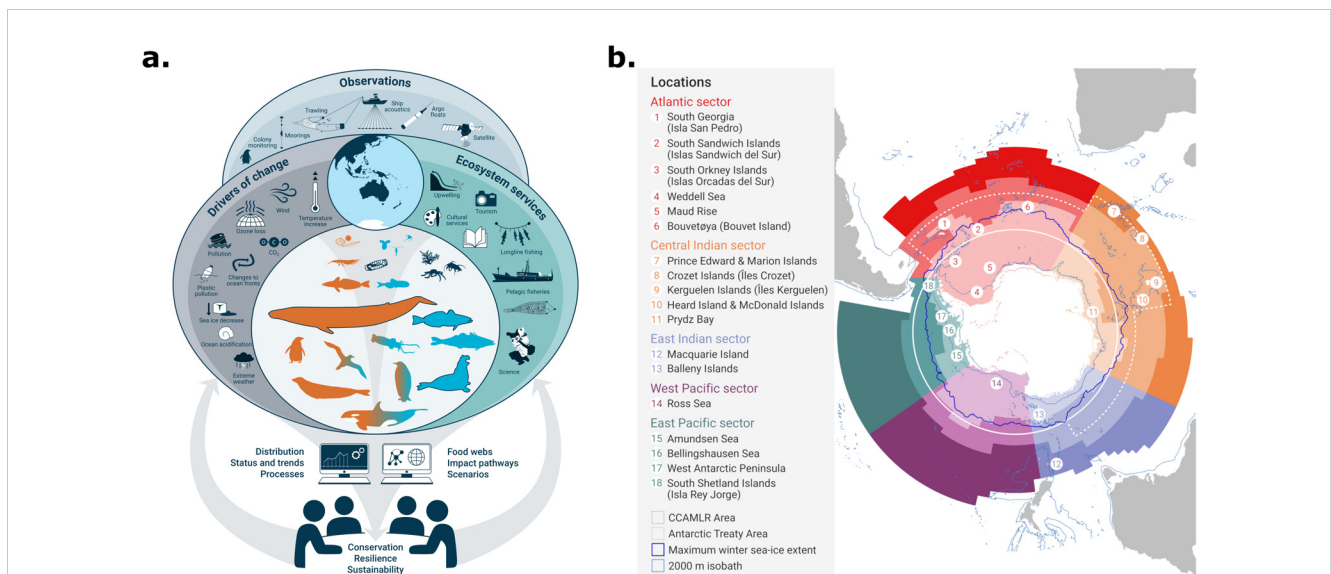 a.
Observations
Trawling
Ship
acoustics
Argo
floats
Moorings
Colony
monitoring
Satellite
Drivers of change
Wind
Temperature
increase
Ozone loss
Pollution
CO₂
Changes to
ocean fronts
Plastic
pollution
Sea ice decrease
Ocean acidification
Extreme
weather
Ecosystem services
Upwelling
Tourism
Cultural
services
Longline fishing
Pelagic fisheries
Science
Distribution
Status and trends
Processes
Food webs
Impact pathways
Scenarios
Conservation
Resilience
Sustainability
b.
Locations
Atlantic sector
1 South Georgia
(Isla San Pedro)
2 South Sandwich Islands
(Islas Sandwich del Sur)
3 South Orkney Islands
(Islas Orcadas del Sur)
4 Weddell Sea
5 Maud Rise
6 Bouvetøya (Bouvet Island)
Central Indian sector
7 Prince Edward & Marion Islands
8 Crozet Islands (Îles Crozet)
9 Kerguelen Islands (Îles Kerguelen)
10 Heard Island & McDonald Islands
11 Prydz Bay
East Indian sector
12 Macquarie Island
13 Balleny Islands
West Pacific sector
14 Ross Sea
East Pacific sector
15 Amundsen Sea
16 Bellingshausen Sea
17 West Antarctic Peninsula
18 South Shetland Islands
(Isla Rey Jorge)
CCAMLR Area
Antarctic Treaty Area
Maximum winter sea-ice extent
2000 m isobath
6
7
1
2
8
3
5
4
9
18
10
11
17
16
15
14
13
12